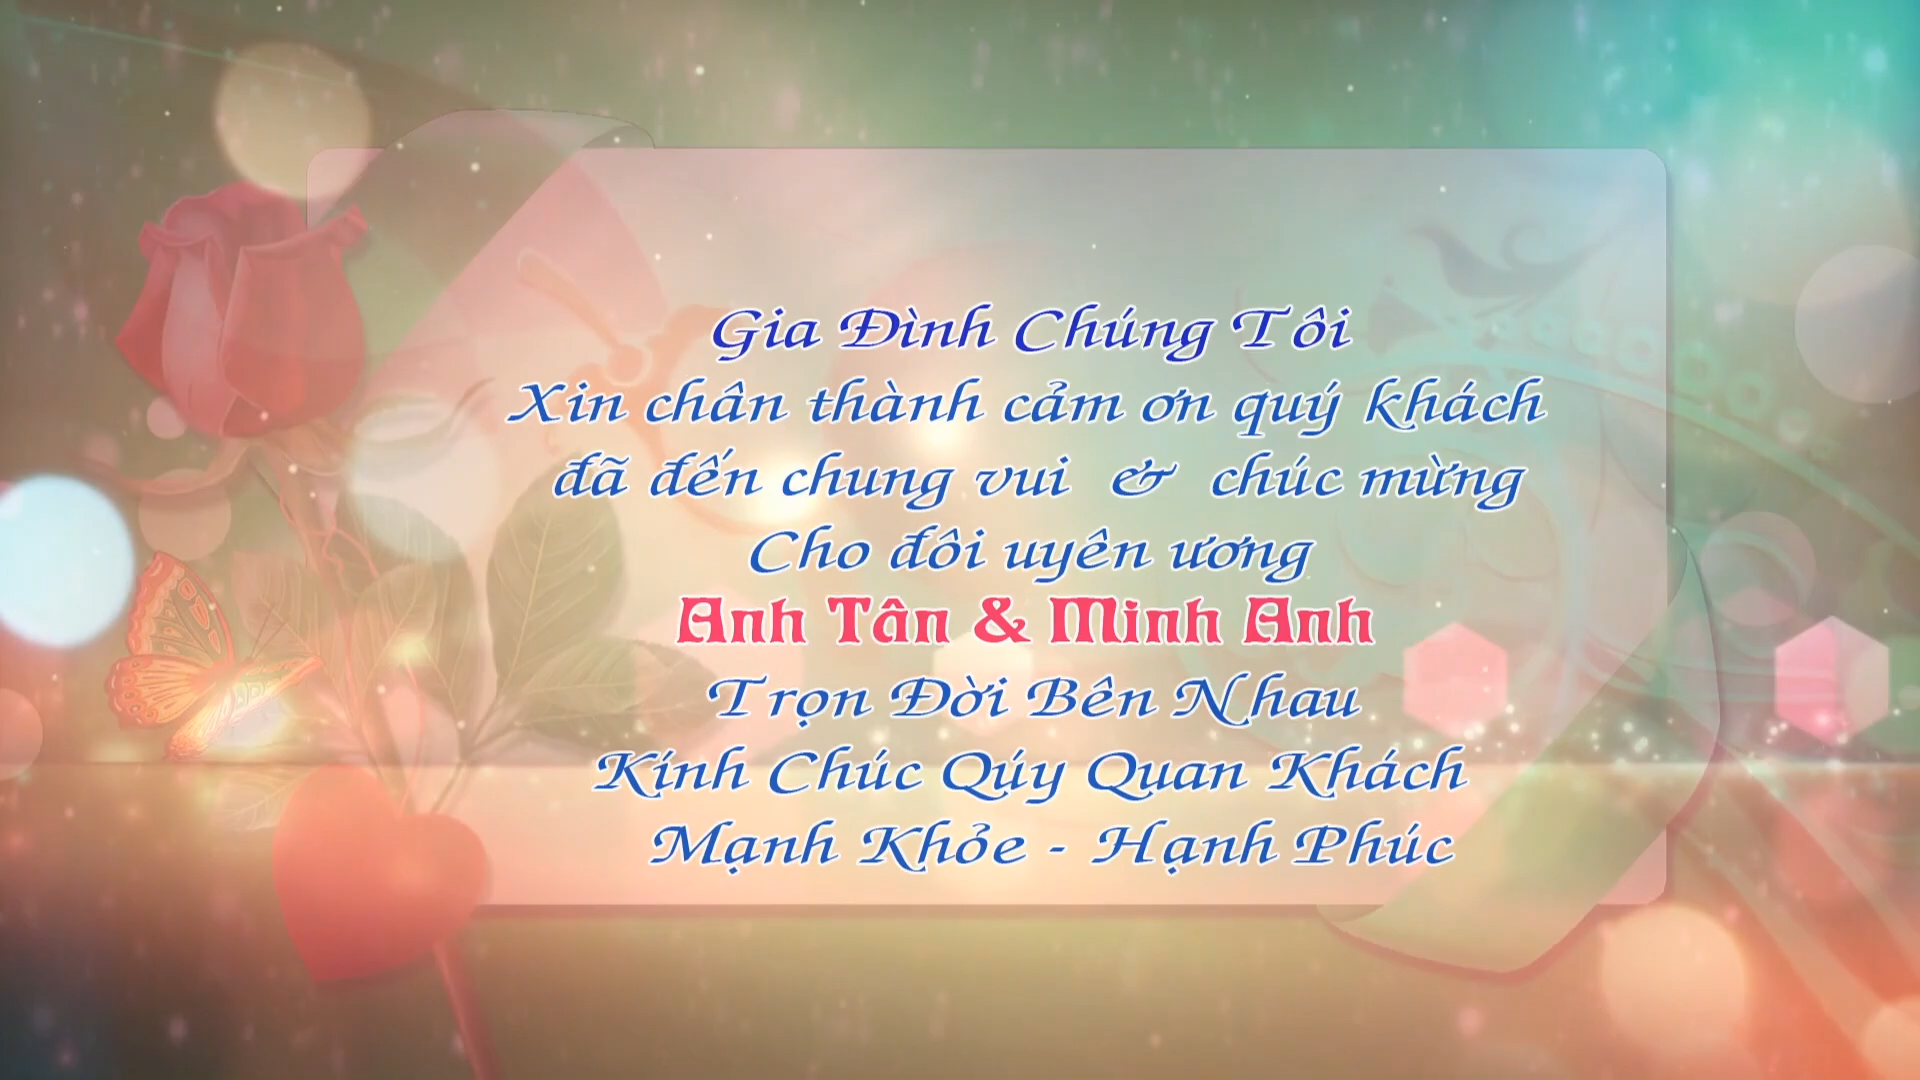 Gia Đình Chúng Tôi
Xin chân thành cảm ơn quý khách
đã đến chung vui & chúc mừng
Cho đôi uyên ương
Anh Tân & Minh Anh
Trọn Đời Bên Nhau
Kính Chúc Qúy Quan Khách
Mạnh Khỏe - Hạnh Phúc